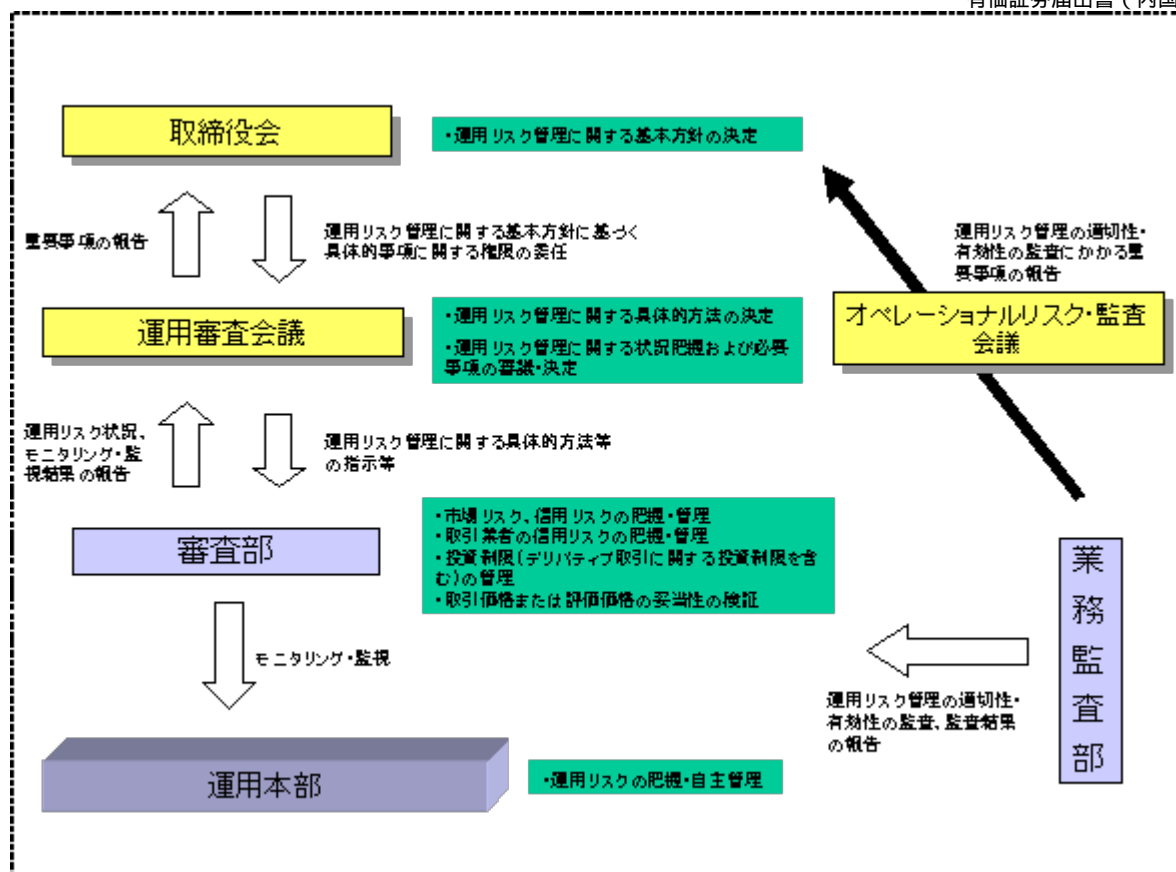 有価証券届出書(内国
取締役会
・運用リスク管理に関する基本方針の決定
重要事項の報告
運用リスク管理に関する基本方針に基づく
具体的事項に関する権限の委任
運用リスク管理の適切性・
有効性の監査にかかる重
要事項の報告
運用審査会議
・運用リスク管理に関する具体的方法の決定
・運用リスク管理に関する状況把握および必要
事項の審議・決定
オペレーショナルリスク・監査
会議
運用リスク状況、
モニタリング・監
視結果の報告
運用リスク管理に関する具体的方法等
の指示等
審査部
・市場リスク、信用リスクの把握・管理
・取引業者の信用リスクの把握・管理
・投資制限(デリバティブ取引に関する投資制限を含
む)の管理
・取引価格または評価価格の妥当性の検証
業務監査部
モニタリング・監視
運用リスク管理の適切性・
有効性の監査、監査結果
の報告
運用本部
・運用リスクの把握・自主管理